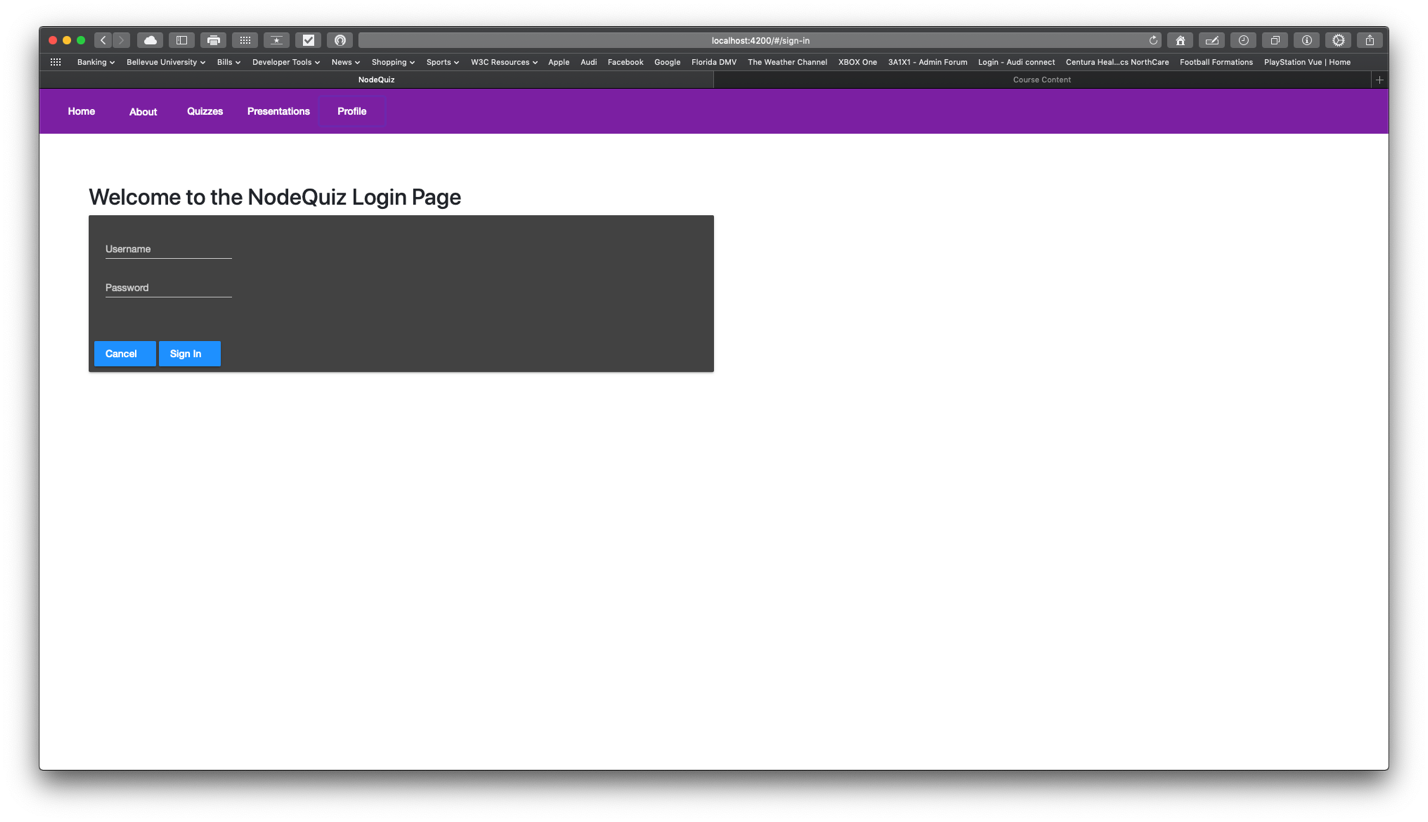 localhost:4200/#/sign-in
Banking Bellevue University Bills Developer Tools News Shopping Sports W3C Resources Apple Audi Facebook Google Florida DMV The Weather Channel XBOX One 3A1X1 - Admin Forum Login - Audi connect Centura Heal...cs NorthCare Football Formations PlayStation Vue | Home
NodeQuiz Course Content
Home About Quizzes Presentations Profile
Welcome to the NodeQuiz Login Page
Username
Password
Cancel Sign In